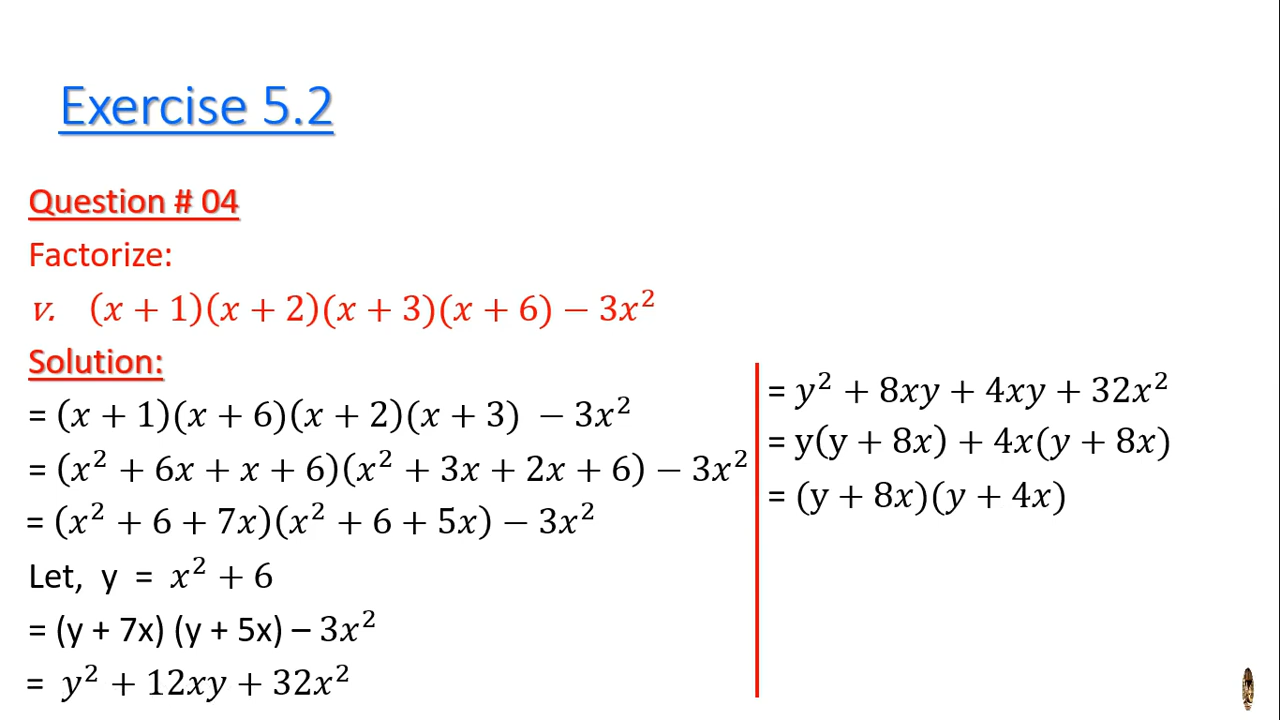 Exercise 5.2
Question # 04
Factorize:
v. (x + 1)(x + 2)(x + 3)(x + 6) − 3x²
Solution:
= (x + 1)(x + 6)(x + 2)(x + 3) − 3x²
= (x² + 6x + x + 6)(x² + 3x + 2x + 6) − 3x²
= (x² + 6 + 7x)(x² + 6 + 5x) − 3x²
Let, y = x² + 6
= (y + 7x) (y + 5x) – 3x²
= y² + 12xy + 32x²
= y² + 8xy + 4xy + 32x²
= y(y + 8x) + 4x(y + 8x)
= (y + 8x)(y + 4x)